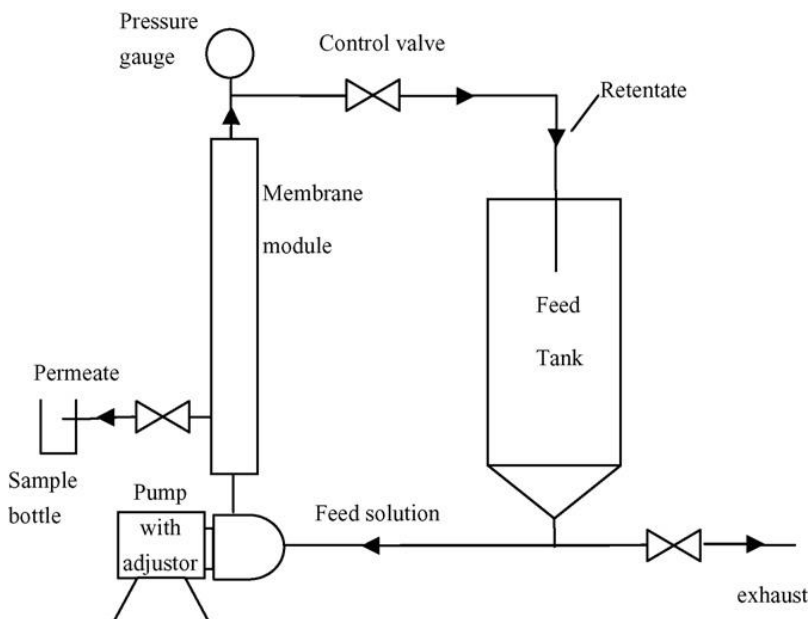 Pressure
gauge
Control valve
Retentate
Membrane
module
Feed
Tank
Permeate
Sample
bottle
Pump
with
adjustor
Feed solution
exhaust